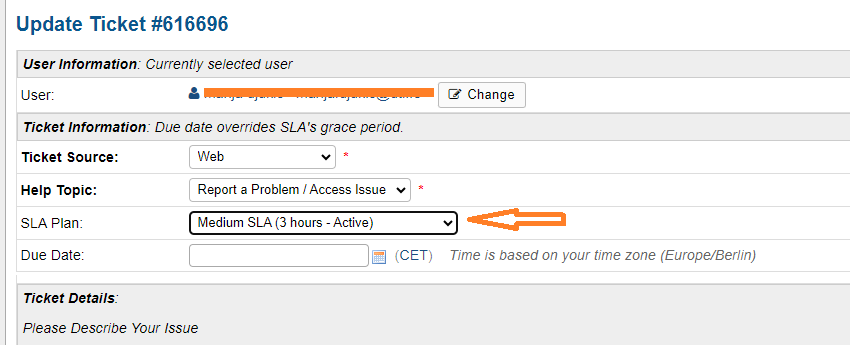 Update Ticket #616696
User Information: Currently selected user
User: Change
Ticket Information: Due date overrides SLA's grace period.
Ticket Source: Web *
Help Topic: Report a Problem / Access Issue *
SLA Plan: Medium SLA (3 hours - Active)
Due Date: (CET) Time is based on your time zone (Europe/Berlin)
Ticket Details:
Please Describe Your Issue